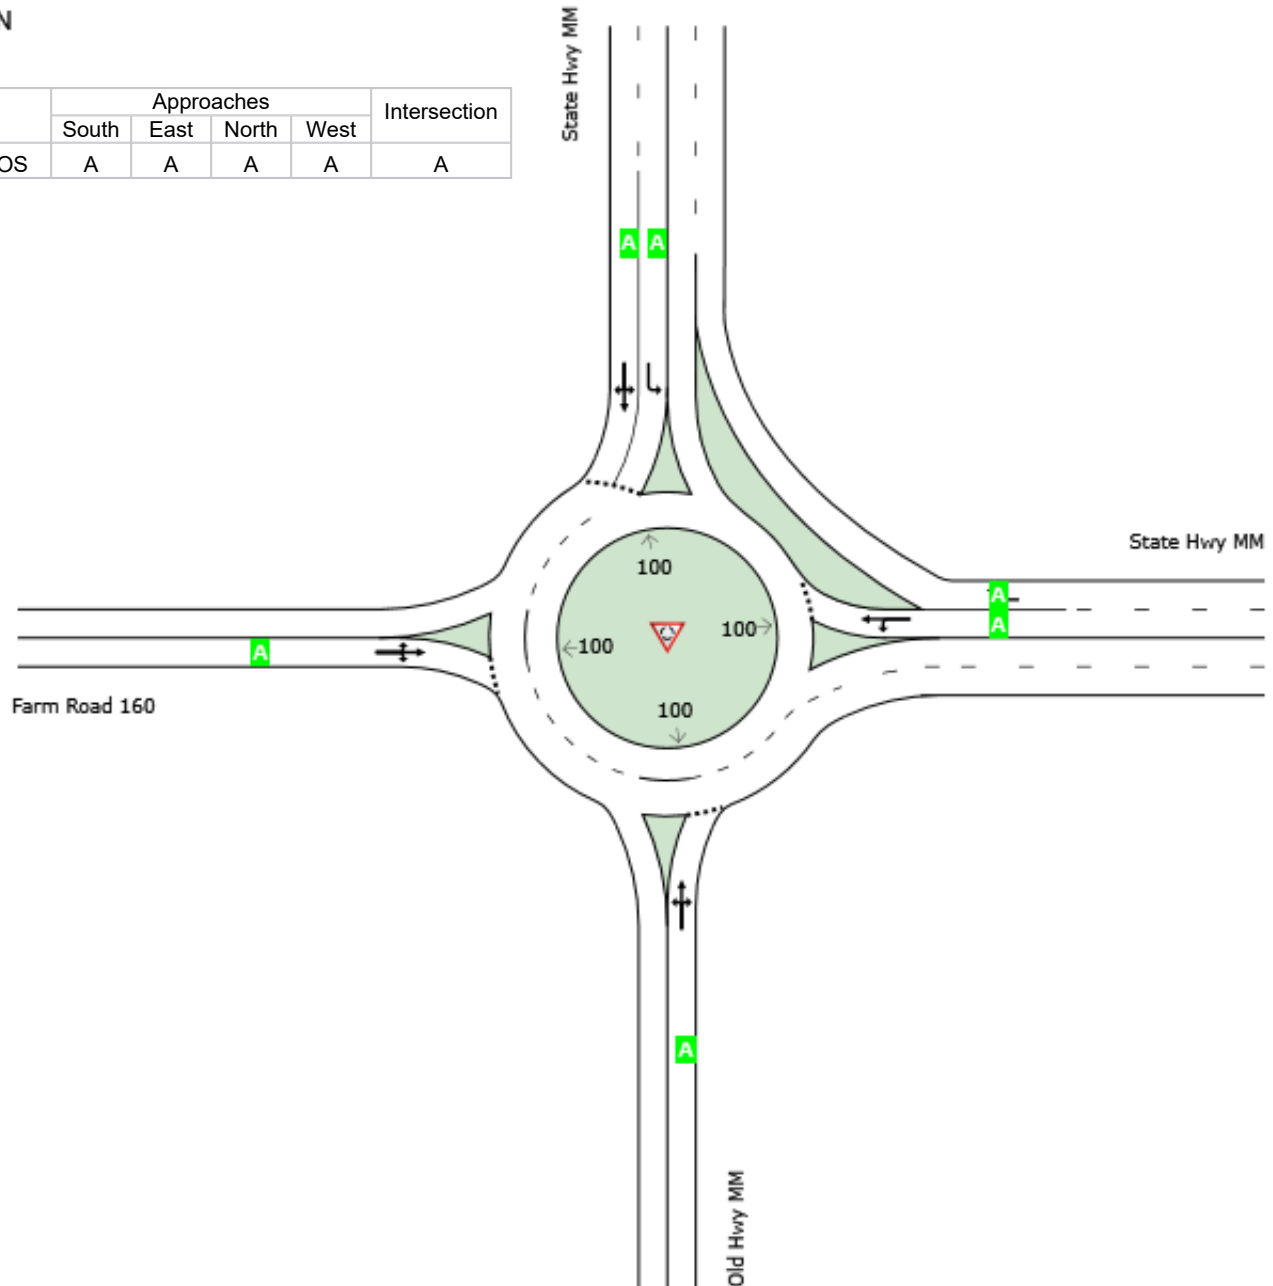 N
Approaches
Intersection
South East North West
OS A A A A A
State Hwy MM
A A
State Hwy MM
A
A
100
100
100
100
A
Farm Road 160
A
Old Hwy MM